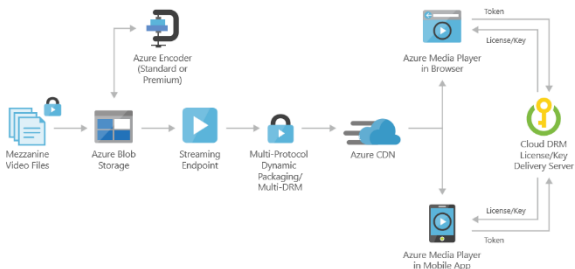 Azure Encoder
(Standard or
Premium)
Mezzanine
Video Files
Azure Blob
Storage
Streaming
Endpoint
Multi-Protocol
Dynamic
Packaging/
Multi-DRM
Azure CDN
Azure Media Player
in Browser
Token
License/Key
Cloud DRM
License/Key
Delivery Server
License/Key
Token
Azure Media Player
in Mobile App